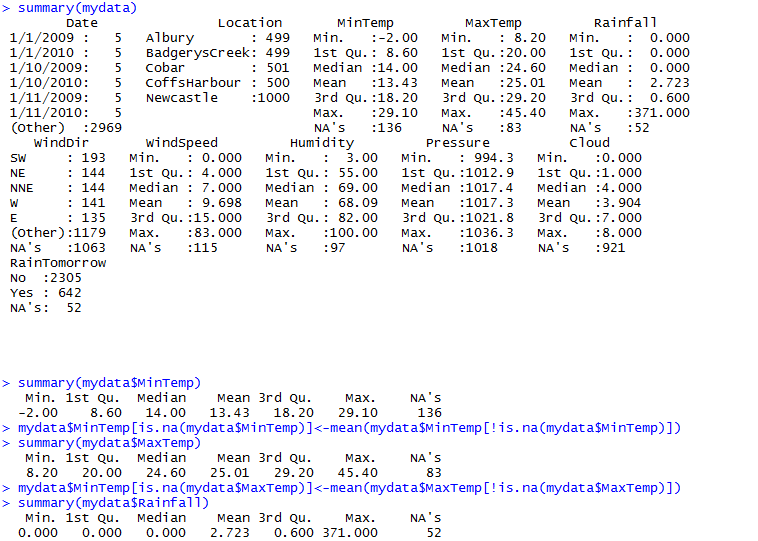 > summary(mydata)
        Date               Location       MinTemp         MaxTemp         Rainfall
 1/1/2009 :   5   Albury       : 499   Min.   :-2.00   Min.   : 8.20   Min.   :  0.000
 1/1/2010 :   5   BadgerysCreek: 499   1st Qu.: 8.60   1st Qu.:20.00   1st Qu.:  0.000
 1/10/2009:   5   Cobar        : 501   Median :14.00   Median :24.60   Median :  0.000
 1/10/2010:   5   CoffsHarbour : 500   Mean   :13.43   Mean   :25.01   Mean   :  2.723
 1/11/2009:   5   Newcastle    :1000   3rd Qu.:18.20   3rd Qu.:29.20   3rd Qu.:  0.600
 1/11/2010:   5                        Max.   :29.10   Max.   :45.40   Max.   :371.000
 (Other)  :2969                        NA's   :136     NA's   :83      NA's   :52
    WindDir       WindSpeed         Humidity         Pressure          Cloud
 SW     : 193   Min.   : 0.000   Min.   :  3.00   Min.   : 994.3   Min.   :0.000
 NE     : 144   1st Qu.: 4.000   1st Qu.: 55.00   1st Qu.:1012.9   1st Qu.:1.000
 NNE    : 144   Median : 7.000   Median : 69.00   Median :1017.4   Median :4.000
 W      : 141   Mean   : 9.698   Mean   : 68.09   Mean   :1017.3   Mean   :3.904
 E      : 135   3rd Qu.:15.000   3rd Qu.: 82.00   3rd Qu.:1021.8   3rd Qu.:7.000
 (Other):1179   Max.   :83.000   Max.   :100.00   Max.   :1036.3   Max.   :8.000
 NA's   :1063   NA's   :115      NA's   :97       NA's   :1018     NA's   :921
 RainTomorrow
 No  :2305
 Yes : 642
 NA's:  52
> summary(mydata$MinTemp)
   Min. 1st Qu.  Median    Mean 3rd Qu.    Max.    NA's
  -2.00    8.60   14.00   13.43   18.20   29.10     136
> mydata$MinTemp[is.na(mydata$MinTemp)]<-mean(mydata$MinTemp[!is.na(mydata$MinTemp)])
> summary(mydata$MaxTemp)
   Min. 1st Qu.  Median    Mean 3rd Qu.    Max.    NA's
   8.20   20.00   24.60   25.01   29.20   45.40      83
> mydata$MinTemp[is.na(mydata$MaxTemp)]<-mean(mydata$MaxTemp[!is.na(mydata$MaxTemp)])
> summary(mydata$Rainfall)
   Min. 1st Qu.  Median    Mean 3rd Qu.    Max.    NA's
  0.000   0.000   0.000   2.723   0.600 371.000      52